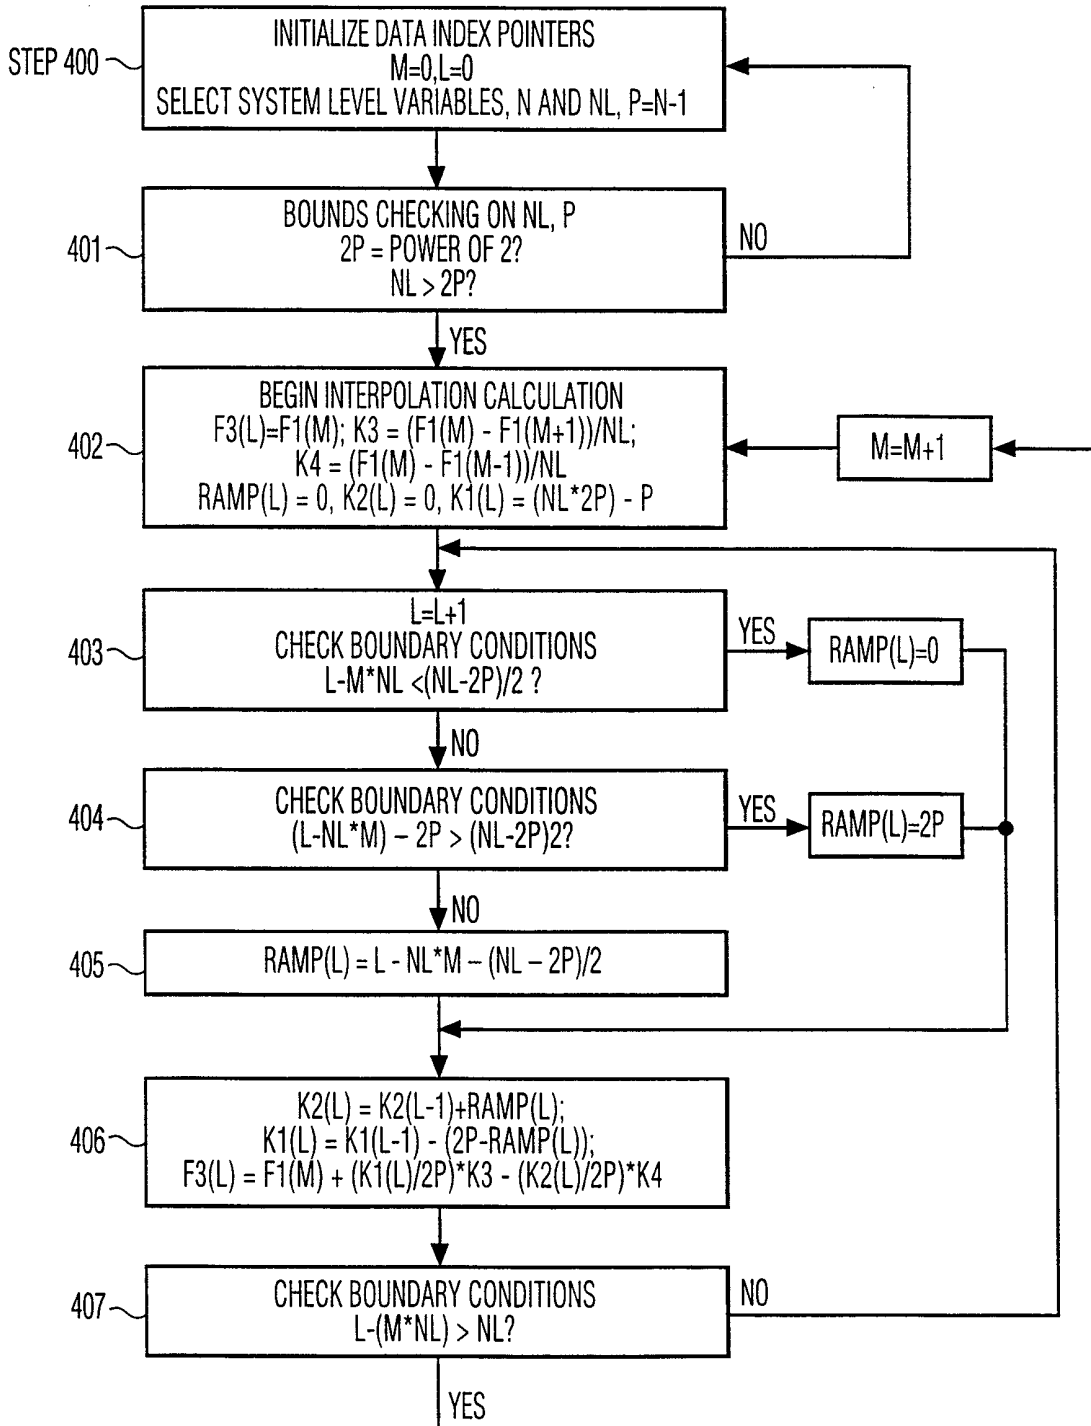 STEP 400
INITIALIZE DATA INDEX POINTERS
M=0,L=0
SELECT SYSTEM LEVEL VARIABLES, N AND NL, P=N-1
401
BOUNDS CHECKING ON NL, P
2P = POWER OF 2?
NL > 2P?
NO
YES
402
BEGIN INTERPOLATION CALCULATION
F3(L)=F1(M); K3 = (F1(M) - F1(M+1))/NL;
K4 = (F1(M) - F1(M-1))/NL
RAMP(L) = 0, K2(L) = 0, K1(L) = (NL*2P) - P
M=M+1
403
L=L+1
CHECK BOUNDARY CONDITIONS
L-M*NL <(NL-2P)/2 ?
YES
RAMP(L)=0
NO
404
CHECK BOUNDARY CONDITIONS
(L-NL*M) – 2P > (NL-2P)2?
YES
RAMP(L)=2P
NO
405
RAMP(L) = L - NL*M – (NL – 2P)/2
406
K2(L) = K2(L-1)+RAMP(L);
K1(L) = K1(L-1) - (2P-RAMP(L));
F3(L) = F1(M) + (K1(L)/2P)*K3 - (K2(L)/2P)*K4
407
CHECK BOUNDARY CONDITIONS
L-(M*NL) > NL?
NO
YES